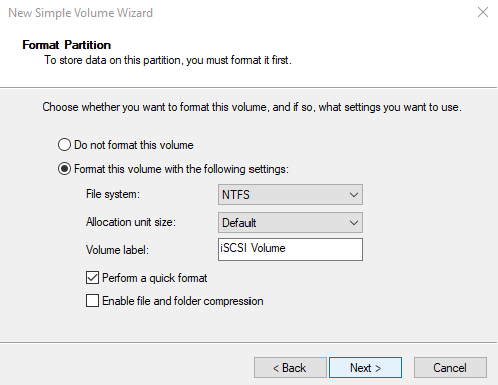 New Simple Volume Wizard
Format Partition
To store data on this partition, you must format it first.
Choose whether you want to format this volume, and if so, what settings you want to use.
Do not format this volume
Format this volume with the following settings:
File system: NTFS
Allocation unit size: Default
Volume label: iSCSI Volume
Perform a quick format
Enable file and folder compression
< Back Next > Cancel